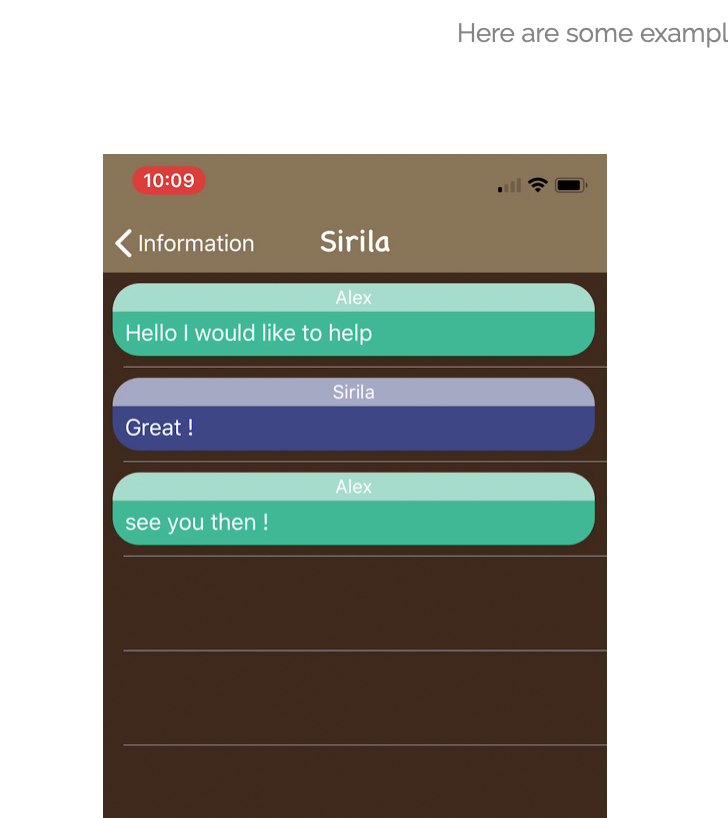 Here are some exampl
10:09
Information
Sirila
Alex
Hello I would like to help
Sirila
Great !
Alex
see you then !